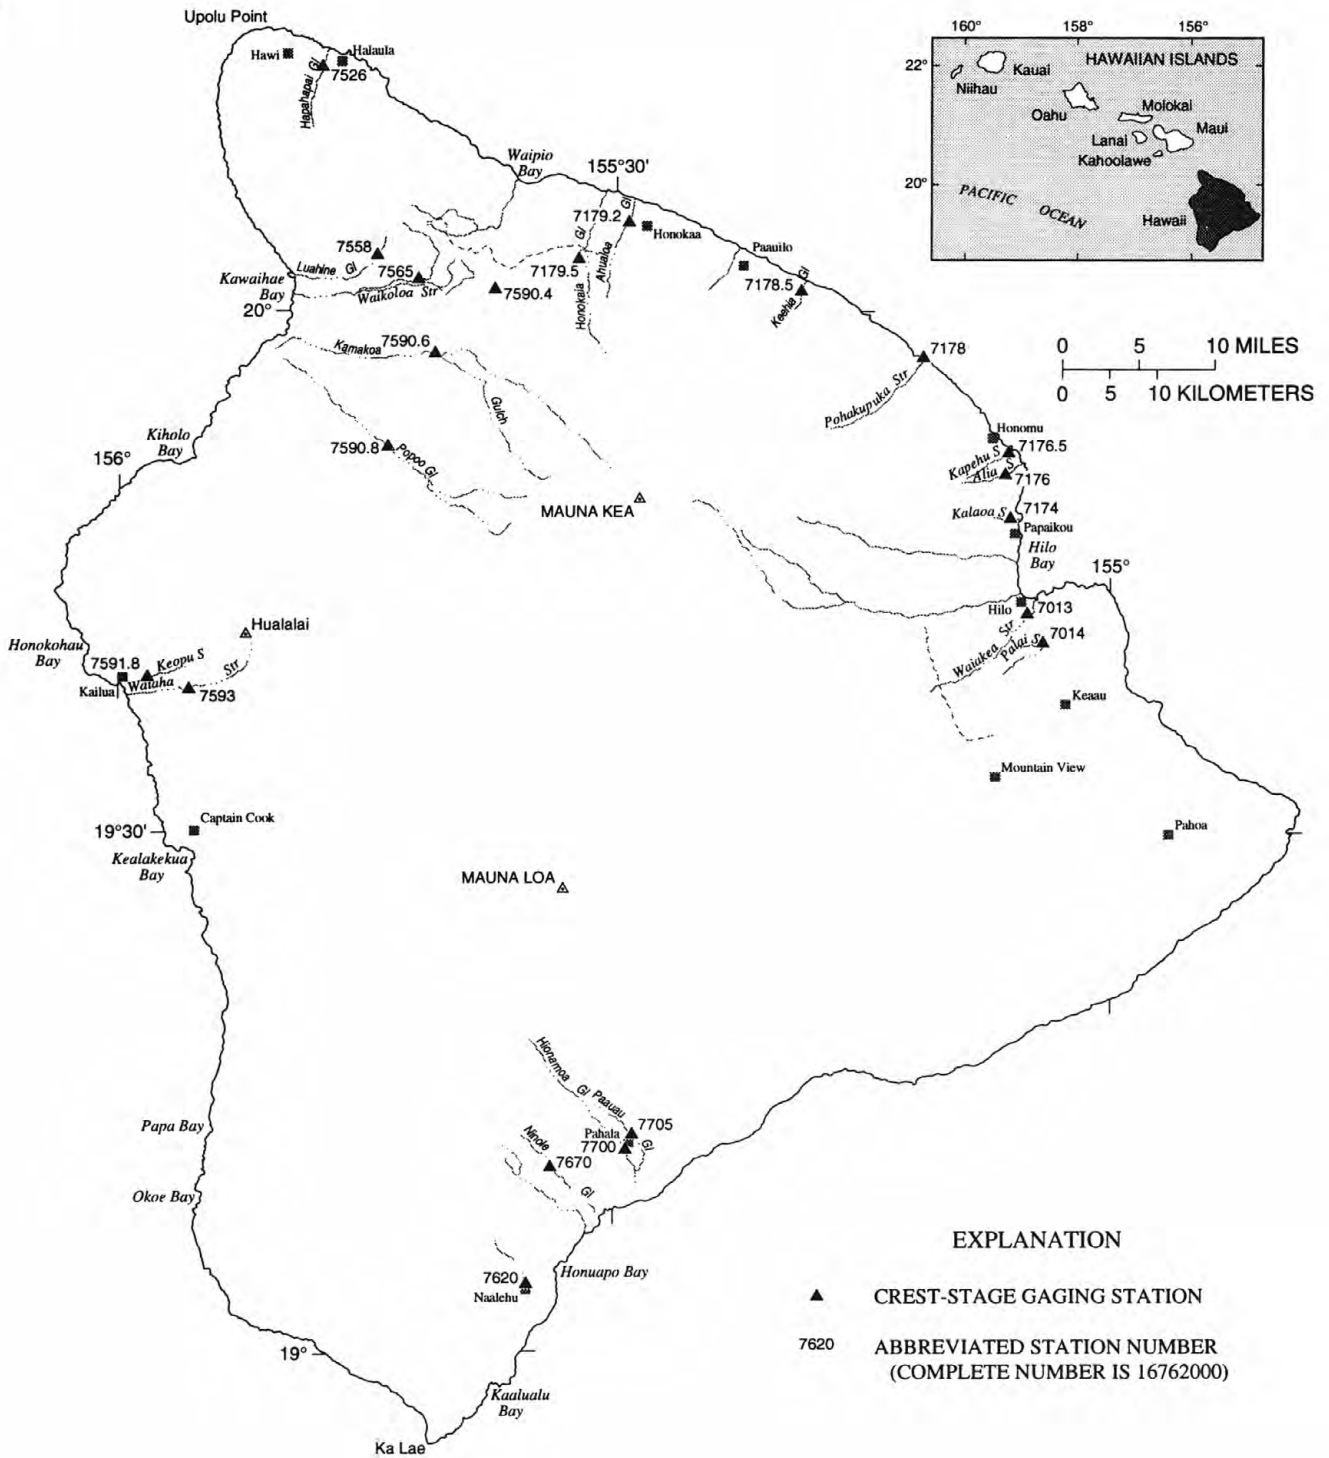 Upolu Point
Hawi
Halaula
7526
Hapahapai Gl
160°
158°
156°
22°
20°
HAWAIIAN ISLANDS
Kauai
Niihau
Oahu
Molokai
Lanai
Maui
Kahoolawe
Hawaii
PACIFIC OCEAN
Waipio
Bay
155°30'
7179.2
Gl
Gl
Honokaa
Ahualoa
7558
Luahine Gl
7565
Waikoloa Str
7590.4
7179.5
Honokaia
Paauilo
7178.5
Keehia Gl
Kawaihae
Bay
20°
Kamakoa
7590.6
Gulch
7178
Pohakupuka Str
0 5 10 MILES
0 5 10 KILOMETERS
Kiholo
Bay
156°
7590.8
Popoo Gl
MAUNA KEA
Honomu
Kapehu S
7176.5
Alia S
7176
Kalaoa S
7174
Papaikou
Hilo
Bay
155°
Hilo
7013
Waiakea Str
Palai S
7014
Keaau
Mountain View
Pahoa
Hualalai
Honokohau
Bay
7591.8
Keopu S
Kailua
Waiaha
Str
7593
Captain Cook
19°30'
Kealakekua
Bay
MAUNA LOA
Hionamoa Gl
Paauau
Gl
7705
Pahala
7700
Ninole
Gl
7670
Papa Bay
Okoe Bay
Honuapo Bay
7620
Naalehu
19°
Kaalualu
Bay
Ka Lae
EXPLANATION
CREST-STAGE GAGING STATION
7620 ABBREVIATED STATION NUMBER
(COMPLETE NUMBER IS 16762000)